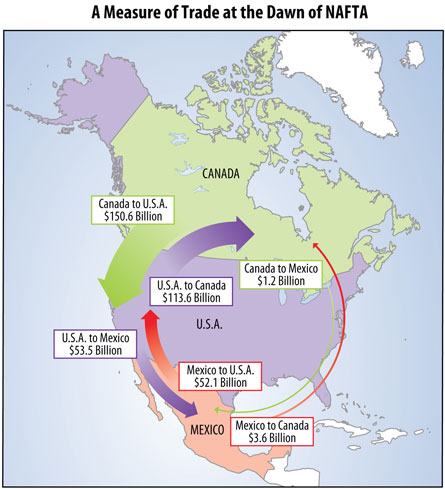 A Measure of Trade at the Dawn of NAFTA
CANADA
Canada to U.S.A.
$150.6 Billion
Canada to Mexico
$1.2 Billion
U.S.A. to Canada
$113.6 Billion
U.S.A.
U.S.A. to Mexico
$53.5 Billion
Mexico to U.S.A.
$52.1 Billion
MEXICO
Mexico to Canada
$3.6 Billion